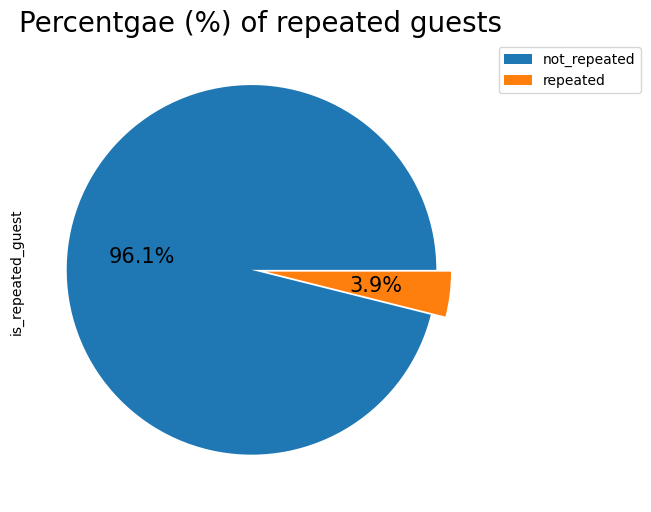 Percentgae (%) of repeated guests
not_repeated
repeated
is_repeated_guest
96.1%
3.9%